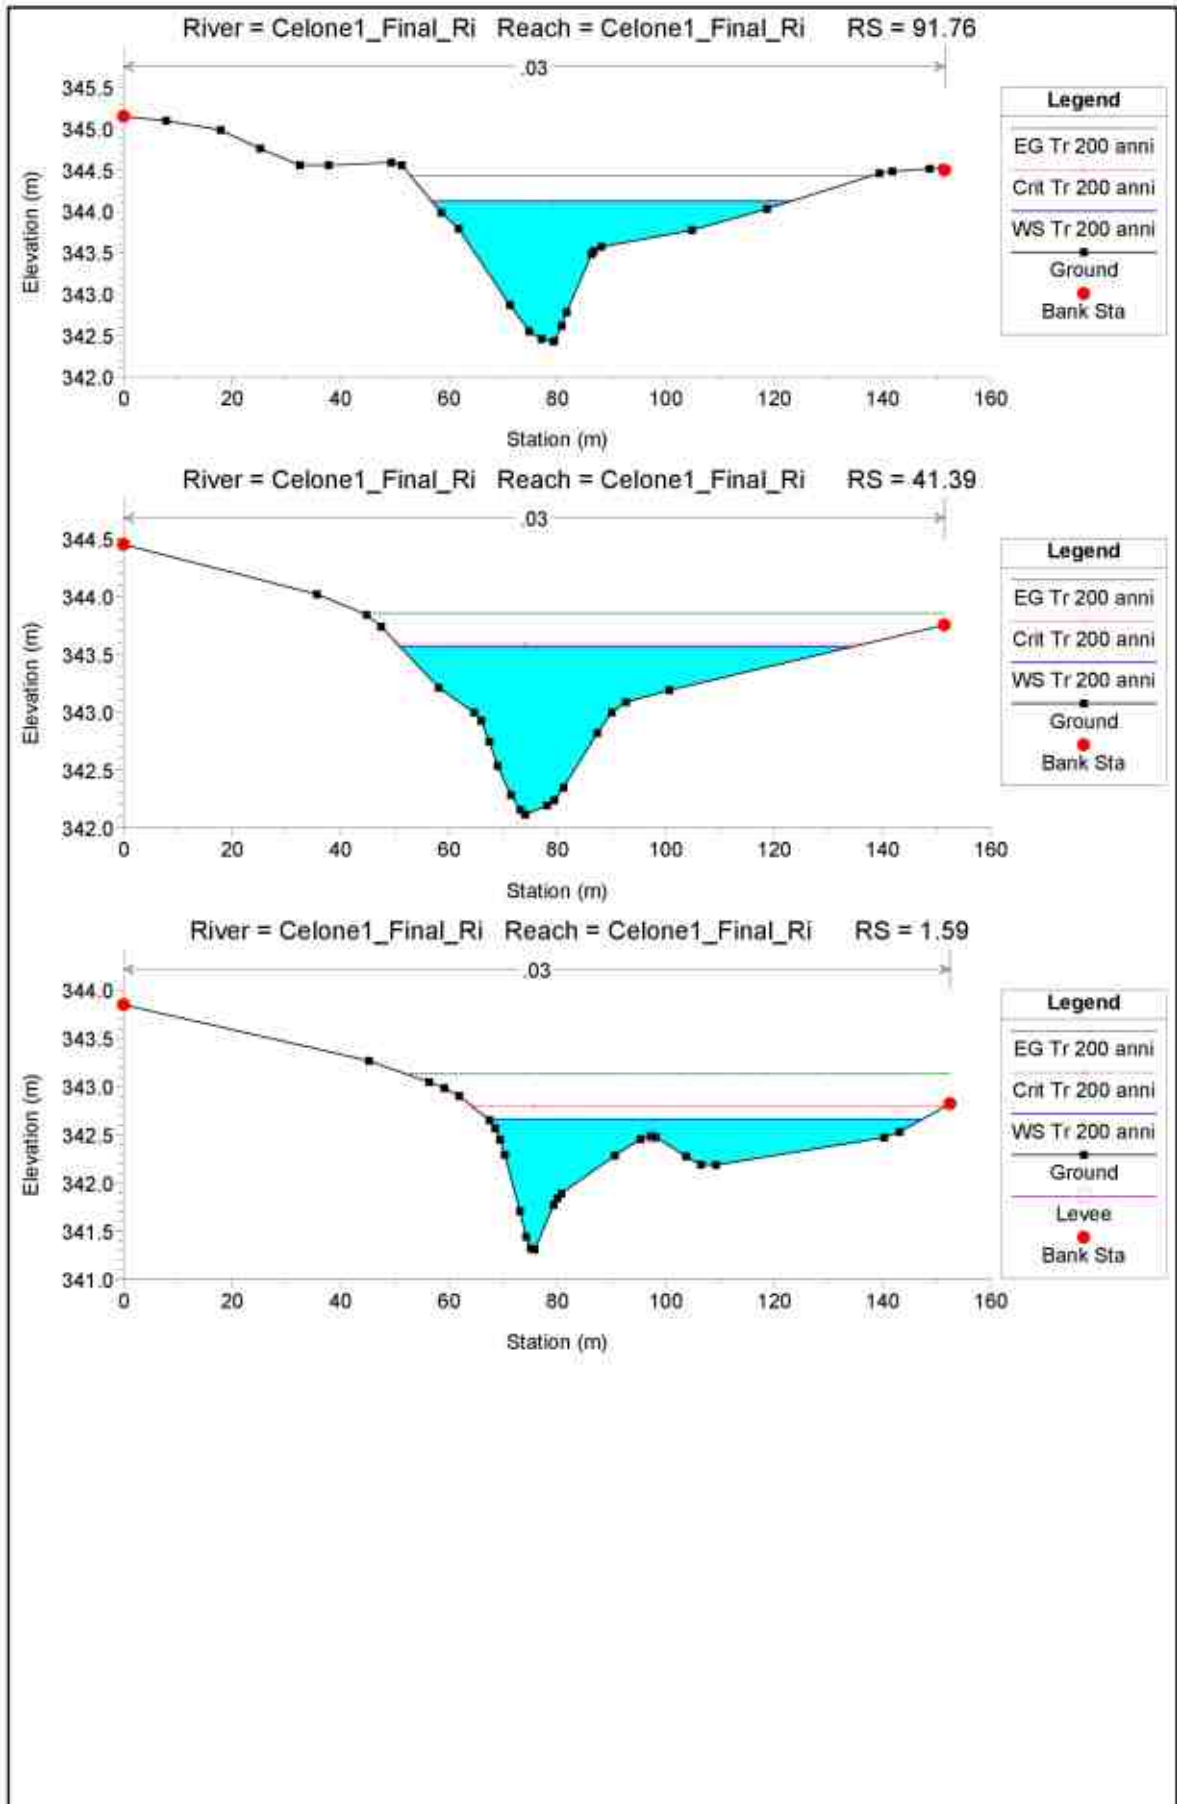 River = Celone1_Final_Ri Reach = Celone1_Final_Ri RS = 91.76
.03
345.5
345.0
344.5
344.0
343.5
343.0
342.5
342.0
Elevation (m)
0 20 40 60 80 100 120 140 160
Station (m)
Legend
EG Tr 200 anni
Crit Tr 200 anni
WS Tr 200 anni
Ground
Bank Sta
River = Celone1_Final_Ri Reach = Celone1_Final_Ri RS = 41.39
.03
344.5
344.0
343.5
343.0
342.5
342.0
Elevation (m)
0 20 40 60 80 100 120 140 160
Station (m)
Legend
EG Tr 200 anni
Crit Tr 200 anni
WS Tr 200 anni
Ground
Bank Sta
River = Celone1_Final_Ri Reach = Celone1_Final_Ri RS = 1.59
.03
344.0
343.5
343.0
342.5
342.0
341.5
341.0
Elevation (m)
0 20 40 60 80 100 120 140 160
Station (m)
Legend
EG Tr 200 anni
Crit Tr 200 anni
WS Tr 200 anni
Ground
Levee
Bank Sta